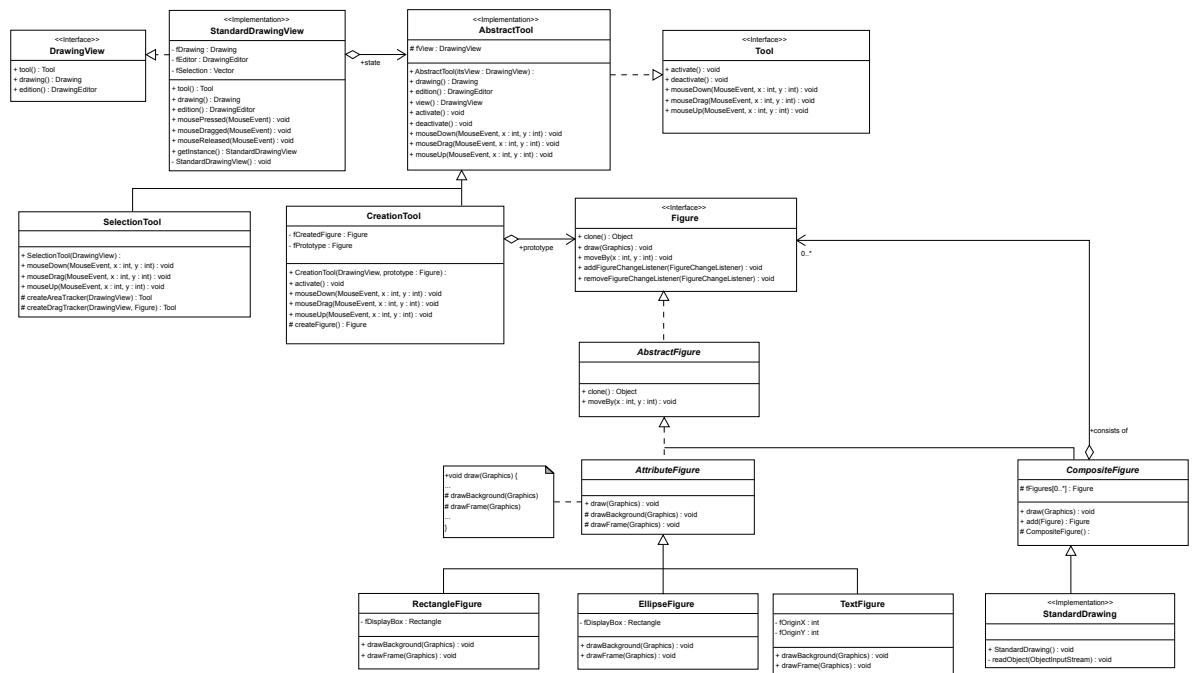 <<Interface>>
DrawingView
+ tool() : Tool
+ drawing() : Drawing
+ edition() : DrawingEditor
<<Implementation>>
StandardDrawingView
- fDrawing : Drawing
- fEditor : DrawingEditor
- fSelection : Vector
+ tool() : Tool
+ drawing() : Drawing
+ edition() : DrawingEditor
+ mousePressed(MouseEvent) : void
+ mouseDragged(MouseEvent) : void
+ mouseReleased(MouseEvent) : void
+ getInstance() : StandardDrawingView
- StandardDrawingView() : void
+state
<<Implementation>>
AbstractTool
# fView : DrawingView
+ AbstractTool(itsView : DrawingView) :
+ drawing() : Drawing
+ edition() : DrawingEditor
+ view() : DrawingView
+ activate() : void
+ deactivate() : void
+ mouseDown(MouseEvent, x : int, y : int) : void
+ mouseDrag(MouseEvent, x : int, y : int) : void
+ mouseUp(MouseEvent, x : int, y : int) : void
<<Interface>>
Tool
+ activate() : void
+ deactivate() : void
+ mouseDown(MouseEvent, x : int, y : int) : void
+ mouseDrag(MouseEvent, x : int, y : int) : void
+ mouseUp(MouseEvent, x : int, y : int) : void
SelectionTool
+ SelectionTool(DrawingView) :
+ mouseDown(MouseEvent, x : int, y : int) : void
+ mouseDrag(MouseEvent, x : int, y : int) : void
+ mouseUp(MouseEvent, x : int, y : int) : void
# createAreaTracker(DrawingView) : Tool
# createDragTracker(DrawingView, Figure) : Tool
CreationTool
- fCreatedFigure : Figure
- fPrototype : Figure
+ CreationTool(DrawingView, prototype : Figure) :
+ activate() : void
+ mouseDown(MouseEvent, x : int, y : int) : void
+ mouseDrag(MouseEvent, x : int, y : int) : void
+ mouseUp(MouseEvent, x : int, y : int) : void
# createFigure() : Figure
+prototype
<<Interface>>
Figure
+ clone() : Object
+ draw(Graphics) : void
+ moveBy(x : int, y : int) : void
+ addFigureChangeListener(FigureChangeListener) : void
+ removeFigureChangeListener(FigureChangeListener) : void
0..*
AbstractFigure
+ clone() : Object
+ moveBy(x : int, y : int) : void
+consists of
+void draw(Graphics) {
...
# drawBackground(Graphics)
# drawFrame(Graphics)
...
}
AttributeFigure
+ draw(Graphics) : void
# drawBackground(Graphics) : void
# drawFrame(Graphics) : void
CompositeFigure
# fFigures[0..*] : Figure
+ draw(Graphics) : void
+ add(Figure) : Figure
# CompositeFigure() :
RectangleFigure
- fDisplayBox : Rectangle
+ drawBackground(Graphics) : void
+ drawFrame(Graphics) : void
EllipseFigure
- fDisplayBox : Rectangle
+ drawBackground(Graphics) : void
+ drawFrame(Graphics) : void
TextFigure
- fOriginX : int
- fOriginY : int
+ drawBackground(Graphics) : void
+ drawFrame(Graphics) : void
<<Implementation>>
StandardDrawing
+ StandardDrawing() : void
- readObject(ObjectInputStream) : void